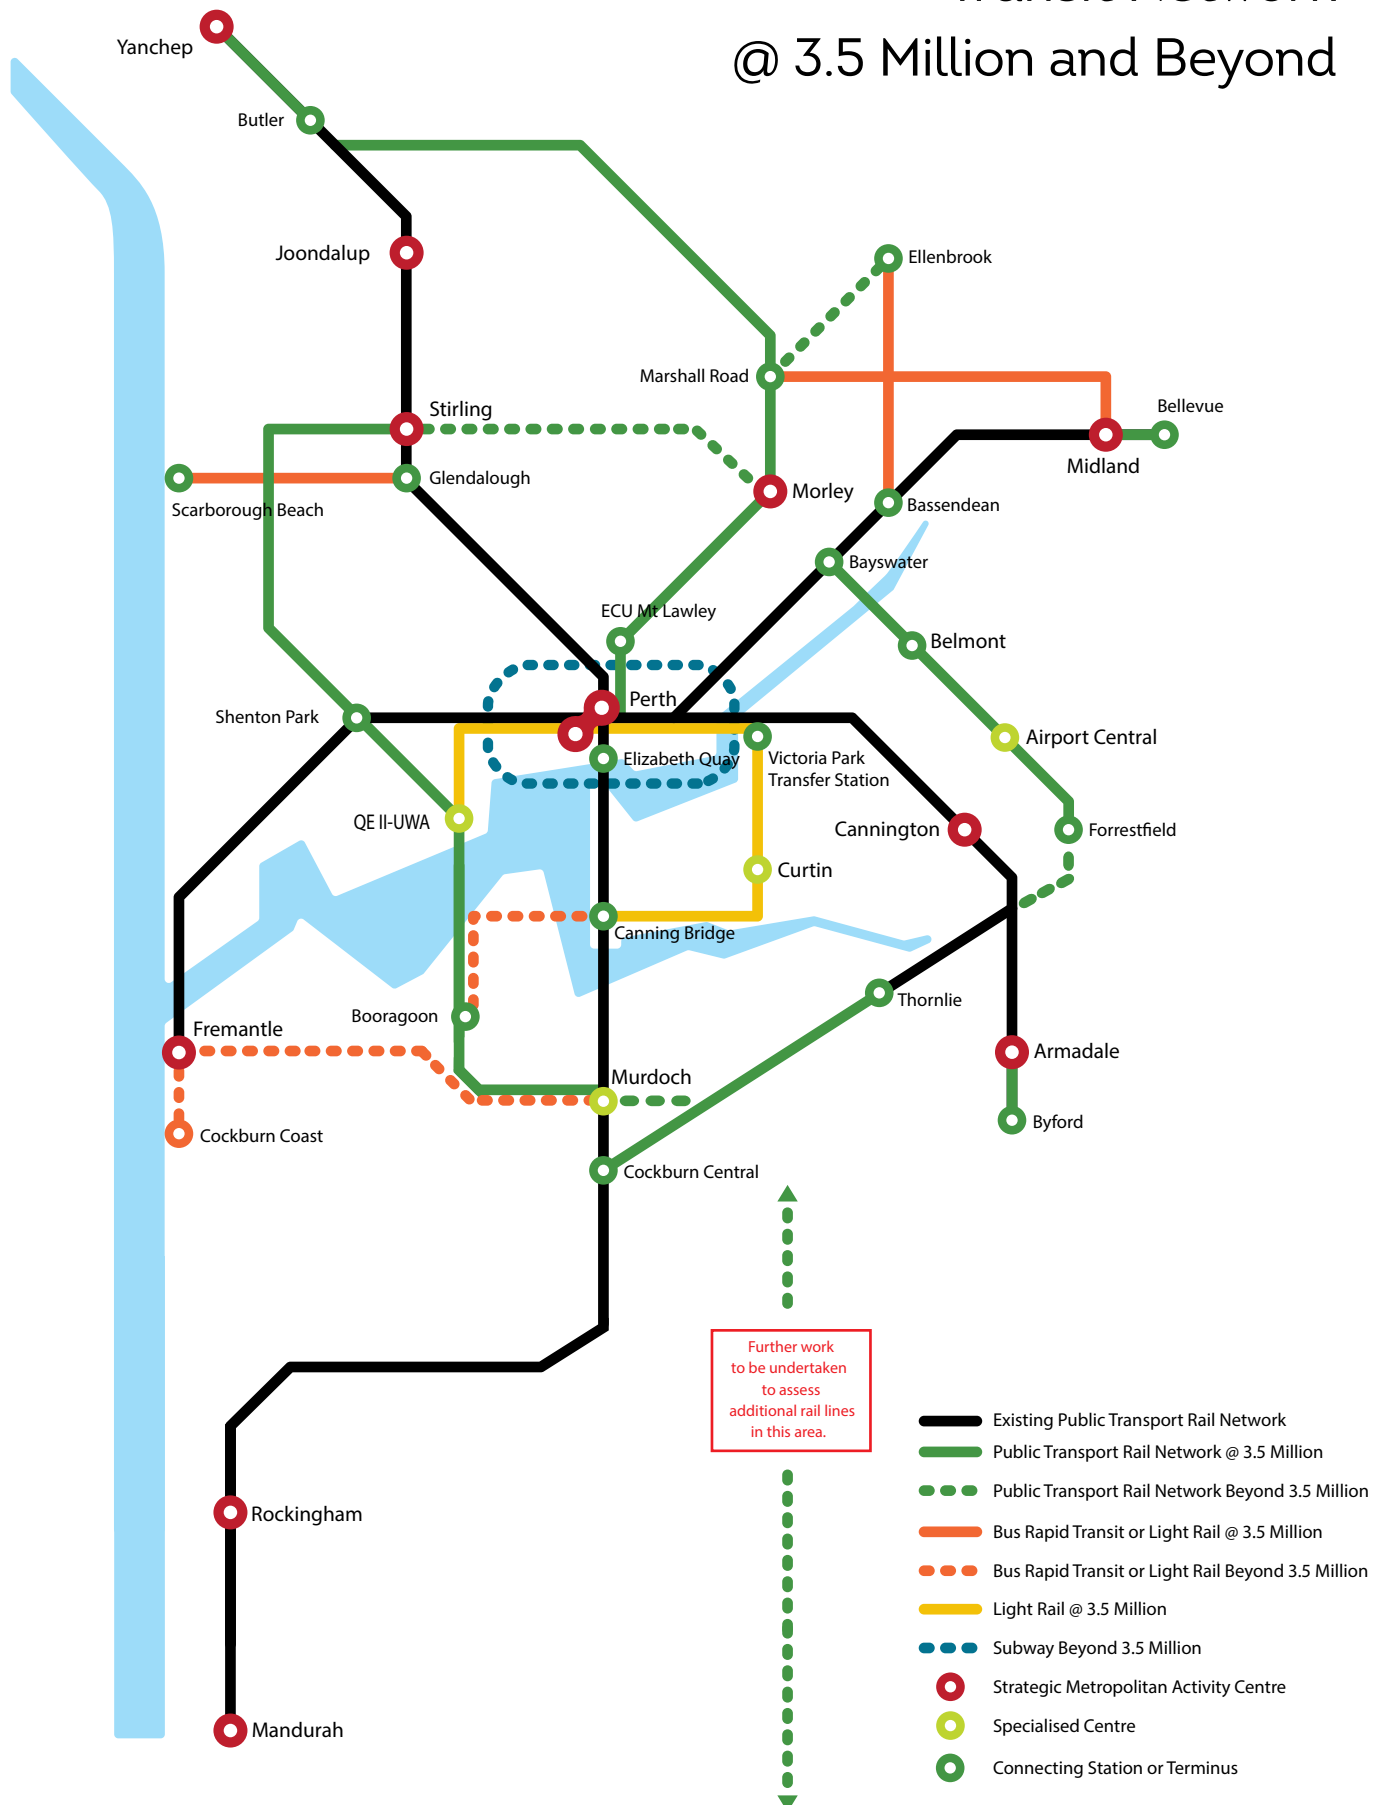 @ 3.5 Million and Beyond
Yanchep
Butler
Joondalup
Ellenbrook
Marshall Road
Stirling
Bellevue
Midland
Glendalough
Morley
Scarborough Beach
Bassendean
Bayswater
ECU Mt Lawley
Belmont
Perth
Shenton Park
Airport Central
Elizabeth Quay
Victoria Park
Transfer Station
QE II-UWA
Cannington
Forrestfield
Curtin
Canning Bridge
Thornlie
Booragoon
Fremantle
Armadale
Murdoch
Byford
Cockburn Coast
Cockburn Central
Further work
to be undertaken
to assess
additional rail lines
in this area.
Existing Public Transport Rail Network
Public Transport Rail Network @ 3.5 Million
Public Transport Rail Network Beyond 3.5 Million
Bus Rapid Transit or Light Rail @ 3.5 Million
Bus Rapid Transit or Light Rail Beyond 3.5 Million
Light Rail @ 3.5 Million
Subway Beyond 3.5 Million
Strategic Metropolitan Activity Centre
Specialised Centre
Connecting Station or Terminus
Rockingham
Mandurah